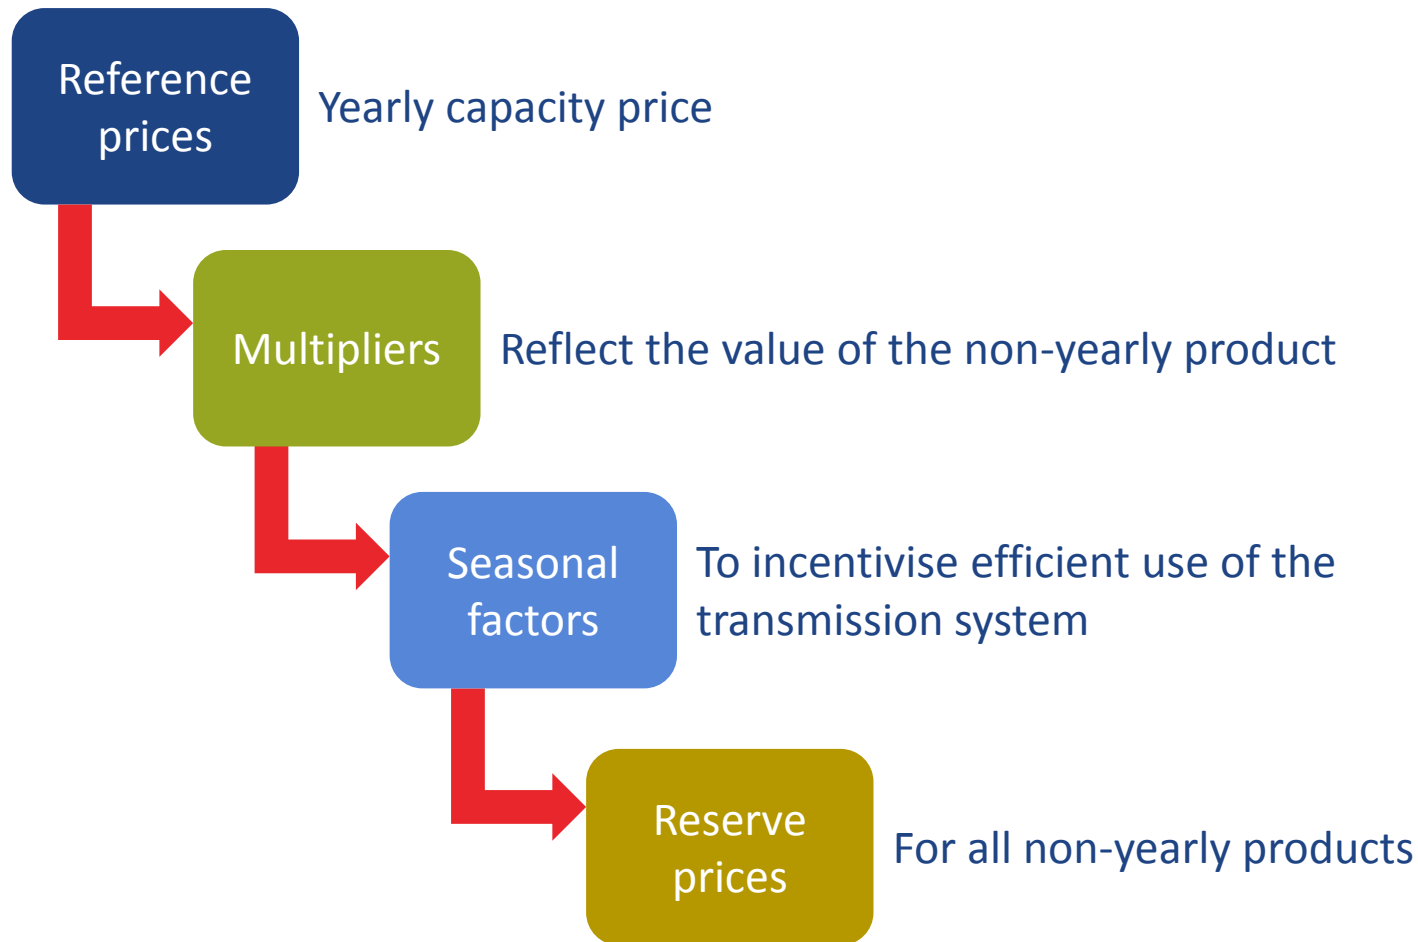 Reference
prices
Yearly capacity price
Multipliers
Reflect the value of the non-yearly product
Seasonal
factors
To incentivise efficient use of the
transmission system
Reserve
prices
For all non-yearly products